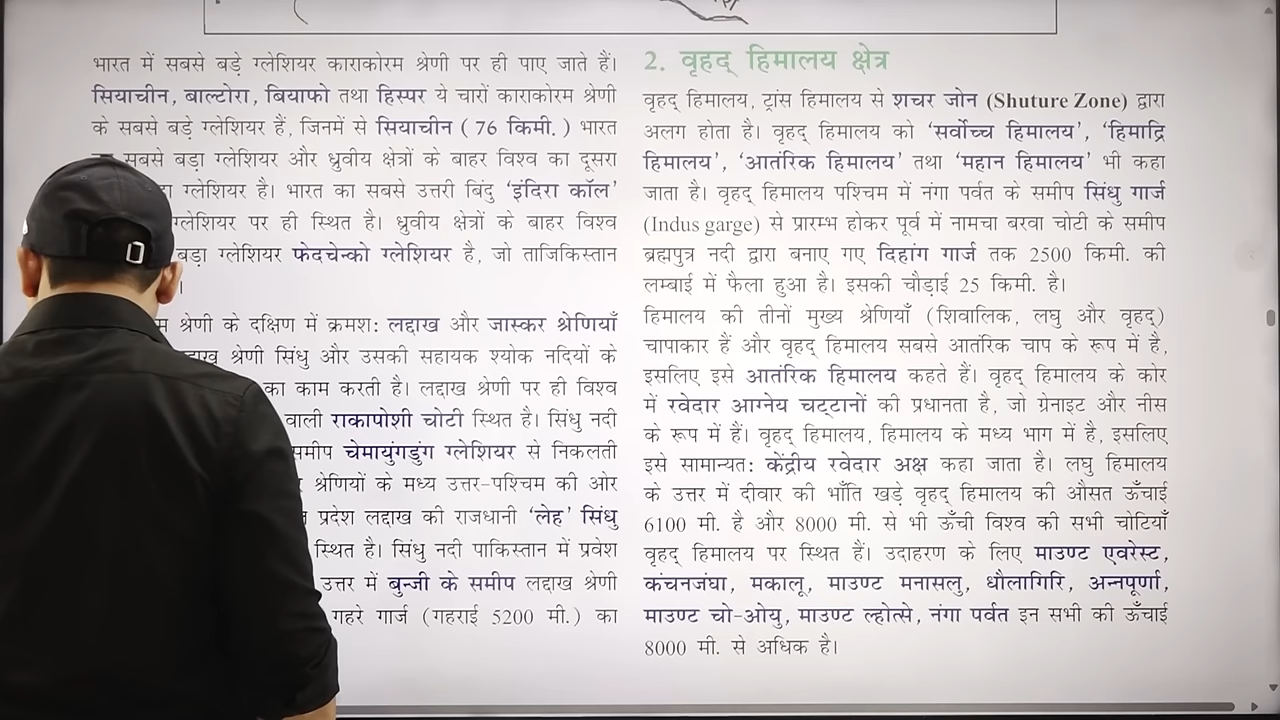 भारत में सबसे बड़े ग्लेशियर काराकोरम श्रेणी पर ही पाए जाते हैं।
सियाचीन, बाल्टोरा, बियाफो तथा हिस्पर ये चारों काराकोरम श्रेणी
के सबसे बड़े ग्लेशियर हैं, जिनमें से सियाचीन ( 76 किमी. ) भारत
सबसे बड़ा ग्लेशियर और ध्रुवीय क्षेत्रों के बाहर विश्व का दूसरा
ग्लेशियर है। भारत का सबसे उत्तरी बिंदु ‘इंदिरा कॉल’
ग्लेशियर पर ही स्थित है। ध्रुवीय क्षेत्रों के बाहर विश्व
बड़ा ग्लेशियर फेदचेन्को ग्लेशियर है, जो ताजिकिस्तान
।
श्रेणी के दक्षिण में क्रमश: लद्दाख और जास्कर श्रेणियाँ
श्रेणी सिंधु और उसकी सहायक श्योक नदियों के
का काम करती है। लद्दाख श्रेणी पर ही विश्व
वाली राकापोशी चोटी स्थित है। सिंधु नदी
समीप चेमायुंगडुंग ग्लेशियर से निकलती
श्रेणियों के मध्य उत्तर-पश्चिम की ओर
प्रदेश लद्दाख की राजधानी ‘लेह’ सिंधु
स्थित है। सिंधु नदी पाकिस्तान में प्रवेश
उत्तर में बुन्जी के समीप लद्दाख श्रेणी
गहरे गार्ज (गहराई 5200 मी.) का
2. वृहद् हिमालय क्षेत्र
वृहद् हिमालय, ट्रांस हिमालय से शचर जोन (Shuture Zone) द्वारा
अलग होता है। वृहद् हिमालय को ‘सर्वोच्च हिमालय’, ‘हिमाद्रि
हिमालय’, ‘आतंरिक हिमालय’ तथा ‘महान हिमालय’ भी कहा
जाता है। वृहद् हिमालय पश्चिम में नंगा पर्वत के समीप सिंधु गार्ज
(Indus garge) से प्रारम्भ होकर पूर्व में नामचा बरवा चोटी के समीप
ब्रह्मपुत्र नदी द्वारा बनाए गए दिहांग गार्ज तक 2500 किमी. की
लम्बाई में फैला हुआ है। इसकी चौड़ाई 25 किमी. है।
हिमालय की तीनों मुख्य श्रेणियाँ (शिवालिक, लघु और वृहद्)
चापाकार हैं और वृहद् हिमालय सबसे आतंरिक चाप के रूप में है,
इसलिए इसे आतंरिक हिमालय कहते हैं। वृहद् हिमालय के कोर
में रवेदार आग्नेय चट्टानों की प्रधानता है, जो ग्रेनाइट और नीस
के रूप में हैं। वृहद् हिमालय, हिमालय के मध्य भाग में है, इसलिए
इसे सामान्यत: केंद्रीय रवेदार अक्ष कहा जाता है। लघु हिमालय
के उत्तर में दीवार की भाँति खड़े वृहद् हिमालय की औसत ऊँचाई
6100 मी. है और 8000 मी. से भी ऊँची विश्व की सभी चोटियाँ
वृहद् हिमालय पर स्थित हैं। उदाहरण के लिए माउण्ट एवरेस्ट,
कंचनजंघा, मकालू, माउण्ट मनासलु, धौलागिरि, अन्नपूर्णा,
माउण्ट चो-ओयु, माउण्ट ल्होत्से, नंगा पर्वत इन सभी की ऊँचाई
8000 मी. से अधिक है।